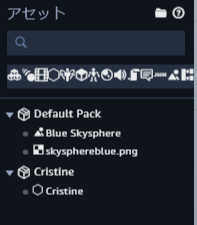 アセット
Default Pack
Blue Skysphere
skysphereblue.png
Cristine
Cristine